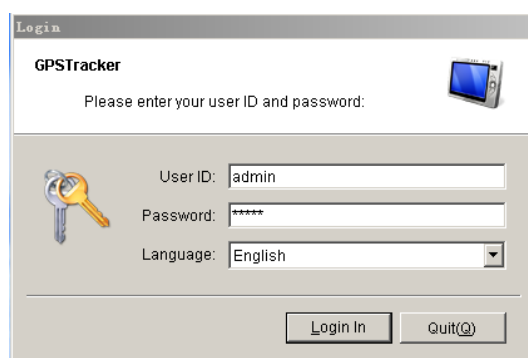 Login
GPSTracker
Please enter your user ID and password:
User ID: admin
Password: *****
Language: English
Login In Quit(Q)